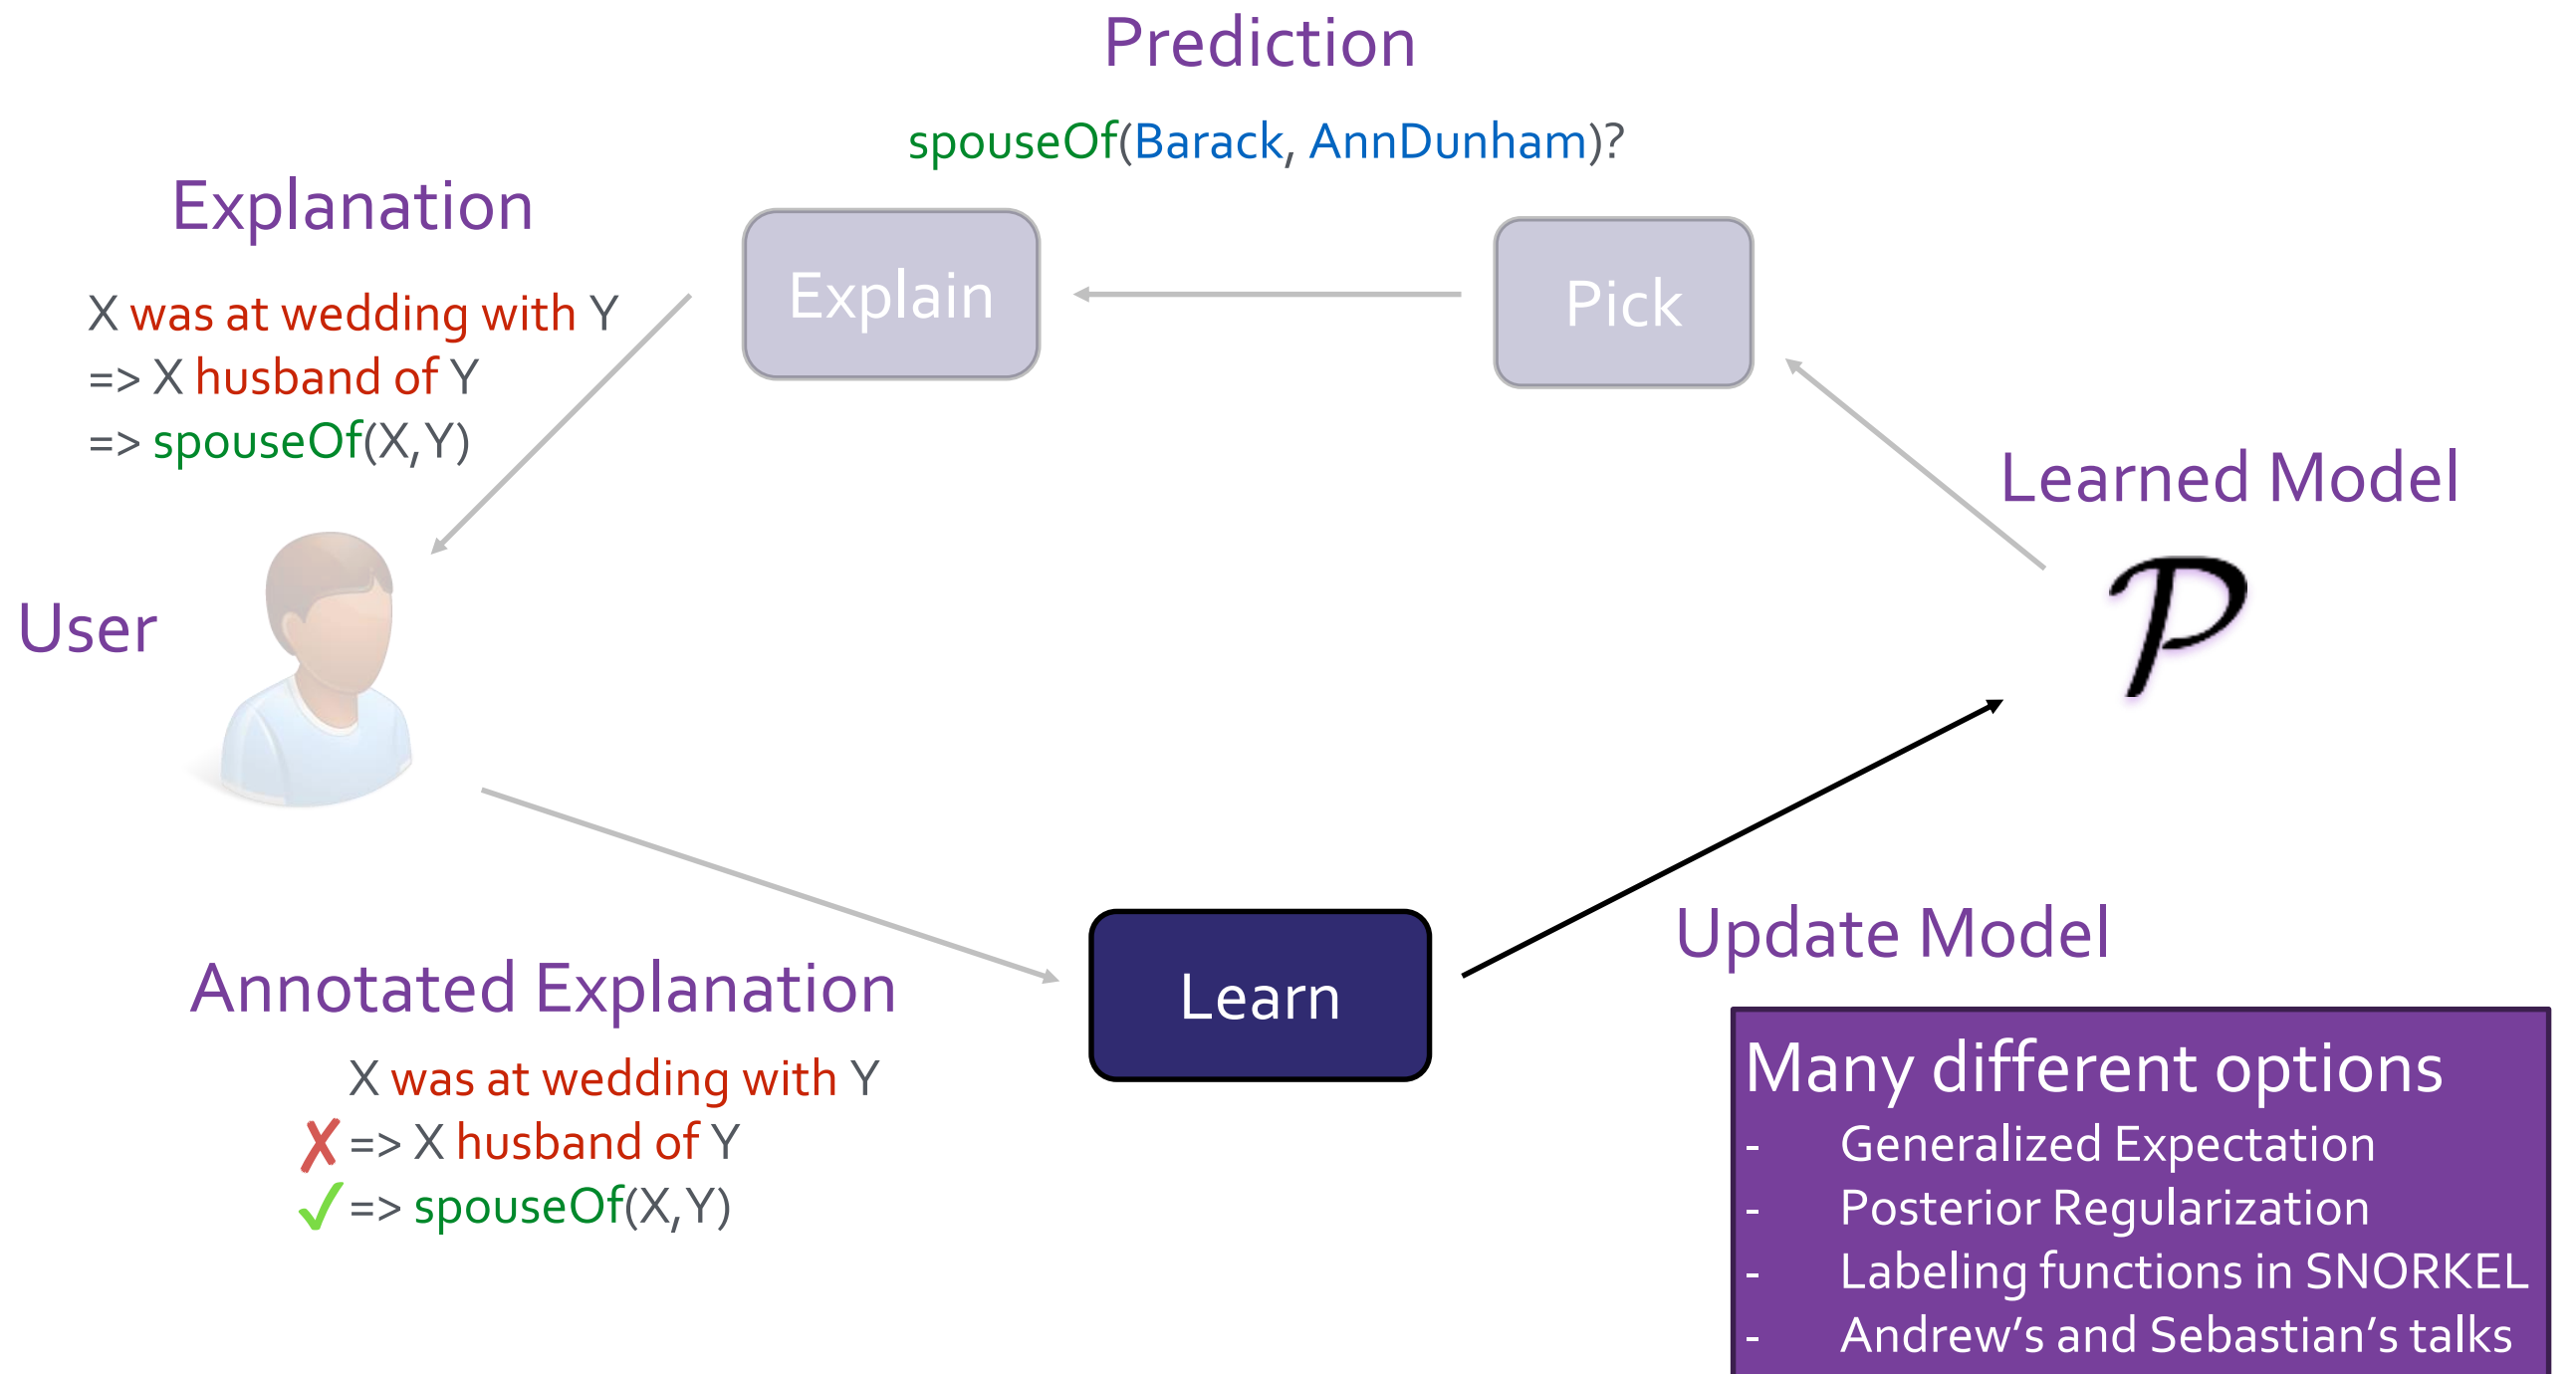 Prediction
spouseOf(Barack, AnnDunham)?
Explanation
X was at wedding with Y
=> X husband of Y
=> spouseOf(X,Y)
Explain
Pick
Learned Model
P
User
Learn
Update Model
Annotated Explanation
X was at wedding with Y
✗ => X husband of Y
✓ => spouseOf(X,Y)
Many different options
- Generalized Expectation
- Posterior Regularization
- Labeling functions in SNORKEL
- Andrew’s and Sebastian’s talks